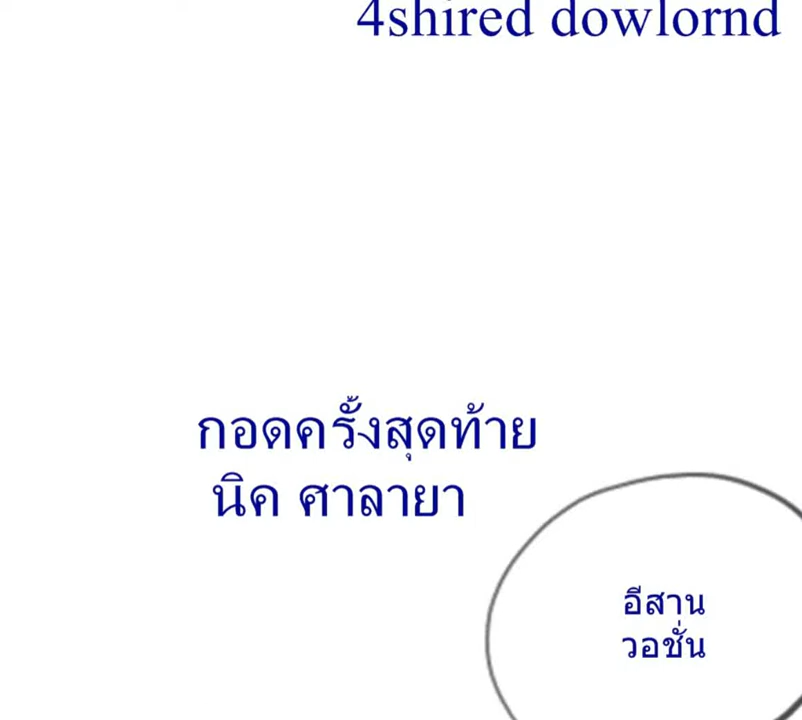 4shired dowlornd
กอดครั้งสุดท้าย
นิค ศาลายา
อีสาน
วอชั่น